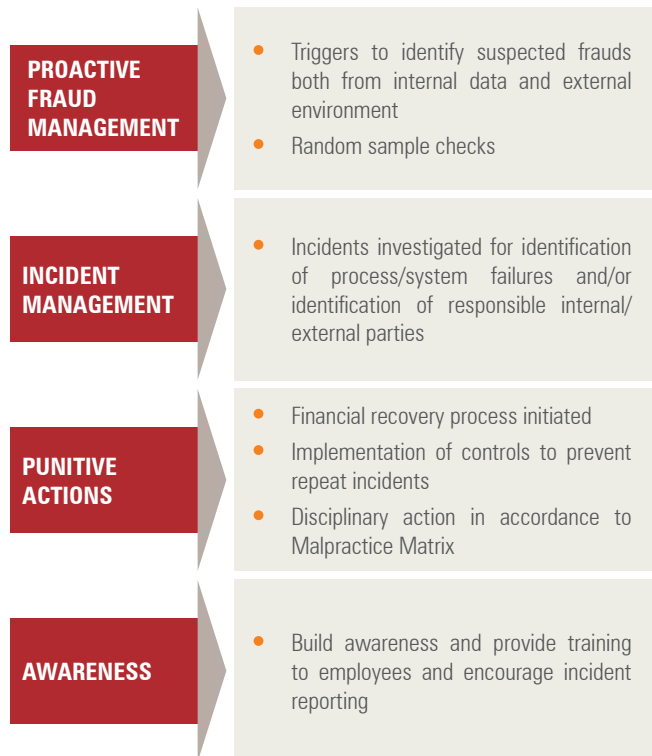 PROACTIVE
FRAUD
MANAGEMENT
• Triggers to identify suspected frauds
both from internal data and external
environment
• Random sample checks
INCIDENT
MANAGEMENT
• Incidents investigated for identification
of process/system failures and/or
identification of responsible internal/
external parties
PUNITIVE
ACTIONS
• Financial recovery process initiated
• Implementation of controls to prevent
repeat incidents
• Disciplinary action in accordance to
Malpractice Matrix
AWARENESS
• Build awareness and provide training
to employees and encourage incident
reporting